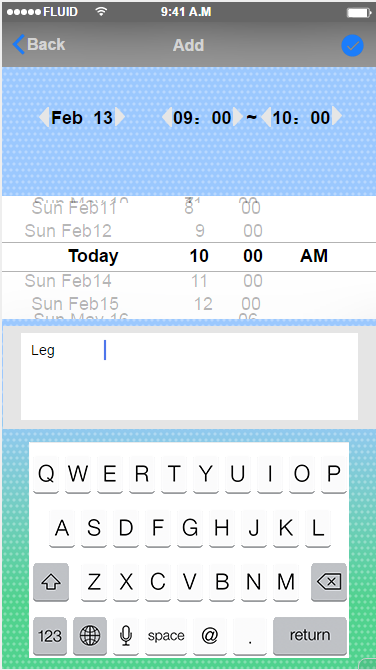 FLUID 9:41 A.M
Back Add
Feb 13 09: 00 ~ 10: 00
Sun Feb11 8 00
Sun Feb12 9 00
Today 10 00 AM
Sun Feb14 11 00
Sun Feb15 12 00
Leg
Q W E R T Y U I O P
A S D F G H J K L
Z X C V B N M
123 space @ . return